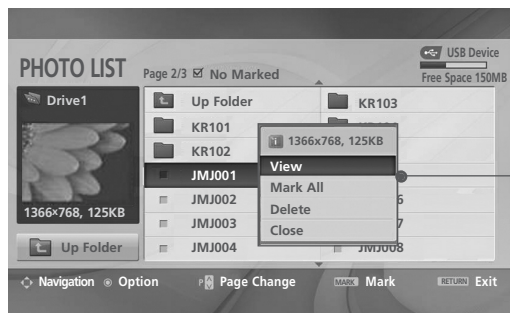 USB Device
PHOTO LIST
Page 2/3 No Marked
Free Space 150MB
Drive1
1366x768, 125KB
Up Folder
Up Folder
KR101
KR102
JMJ001
JMJ002
JMJ003
JMJ004
KR103
JMJ008
1366x768, 125KB
View
Mark All
Delete
Close
Navigation Option P Page Change MARK Mark RETURN Exit